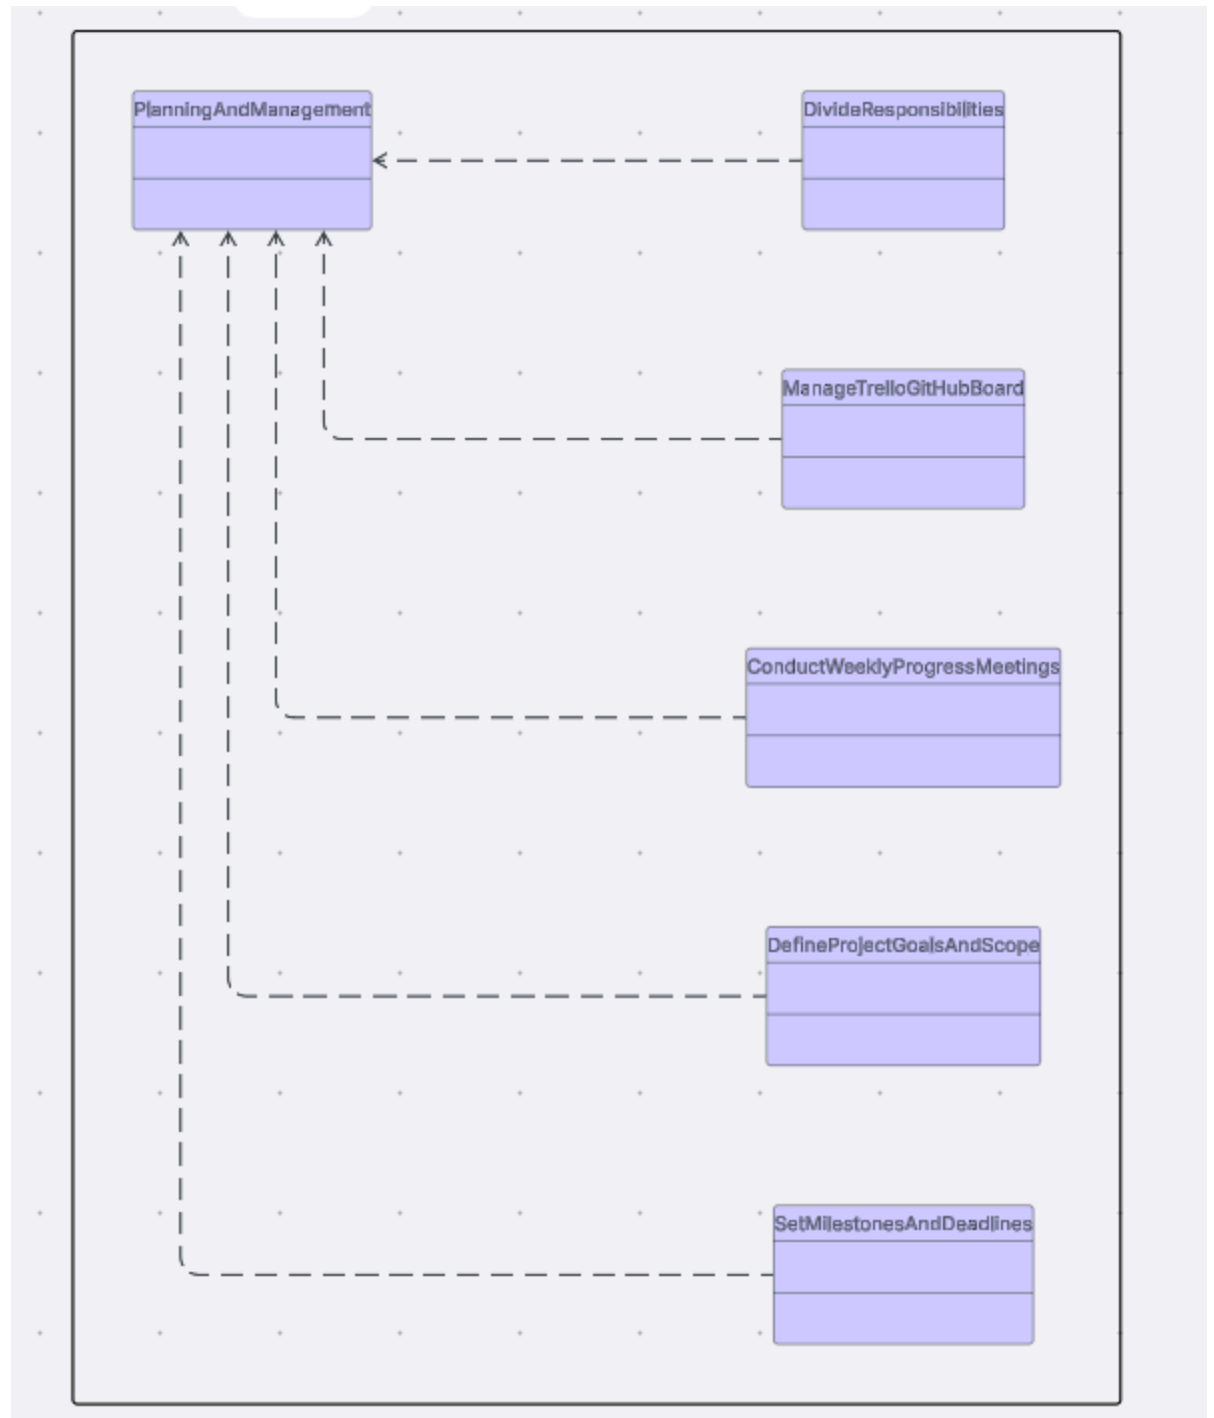 PlanningAndManagement
DivideResponsibilities
ManageTrelloGitHubBoard
ConductWeeklyProgressMeetings
DefineProjectGoalsAndScope
SetMilestonesAndDeadlines